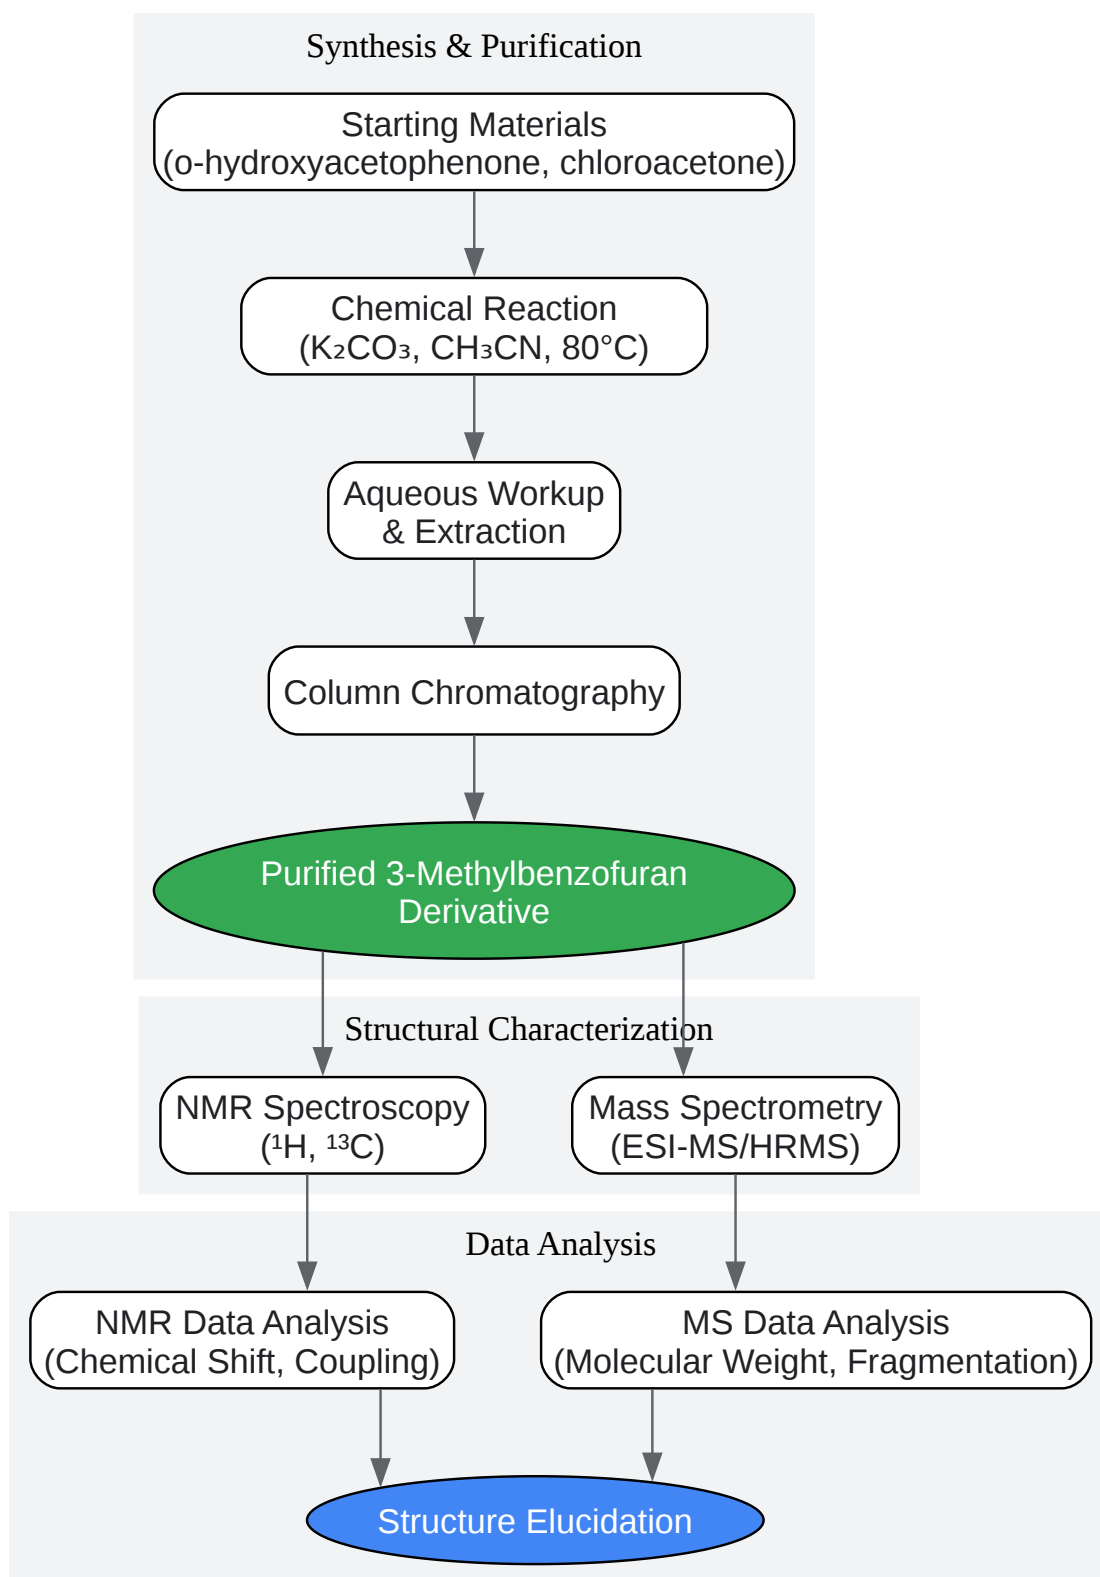 Synthesis & Purification
Starting Materials
(o-hydroxyacetophenone, chloroacetone)
Chemical Reaction
(K₂CO₃, CH₃CN, 80°C)
Aqueous Workup
& Extraction
Column Chromatography
Purified 3-Methylbenzofuran
Derivative
Structural Characterization
NMR Spectroscopy
(¹H, ¹³C)
Mass Spectrometry
(ESI-MS/HRMS)
Data Analysis
NMR Data Analysis
(Chemical Shift, Coupling)
MS Data Analysis
(Molecular Weight, Fragmentation)
Structure Elucidation